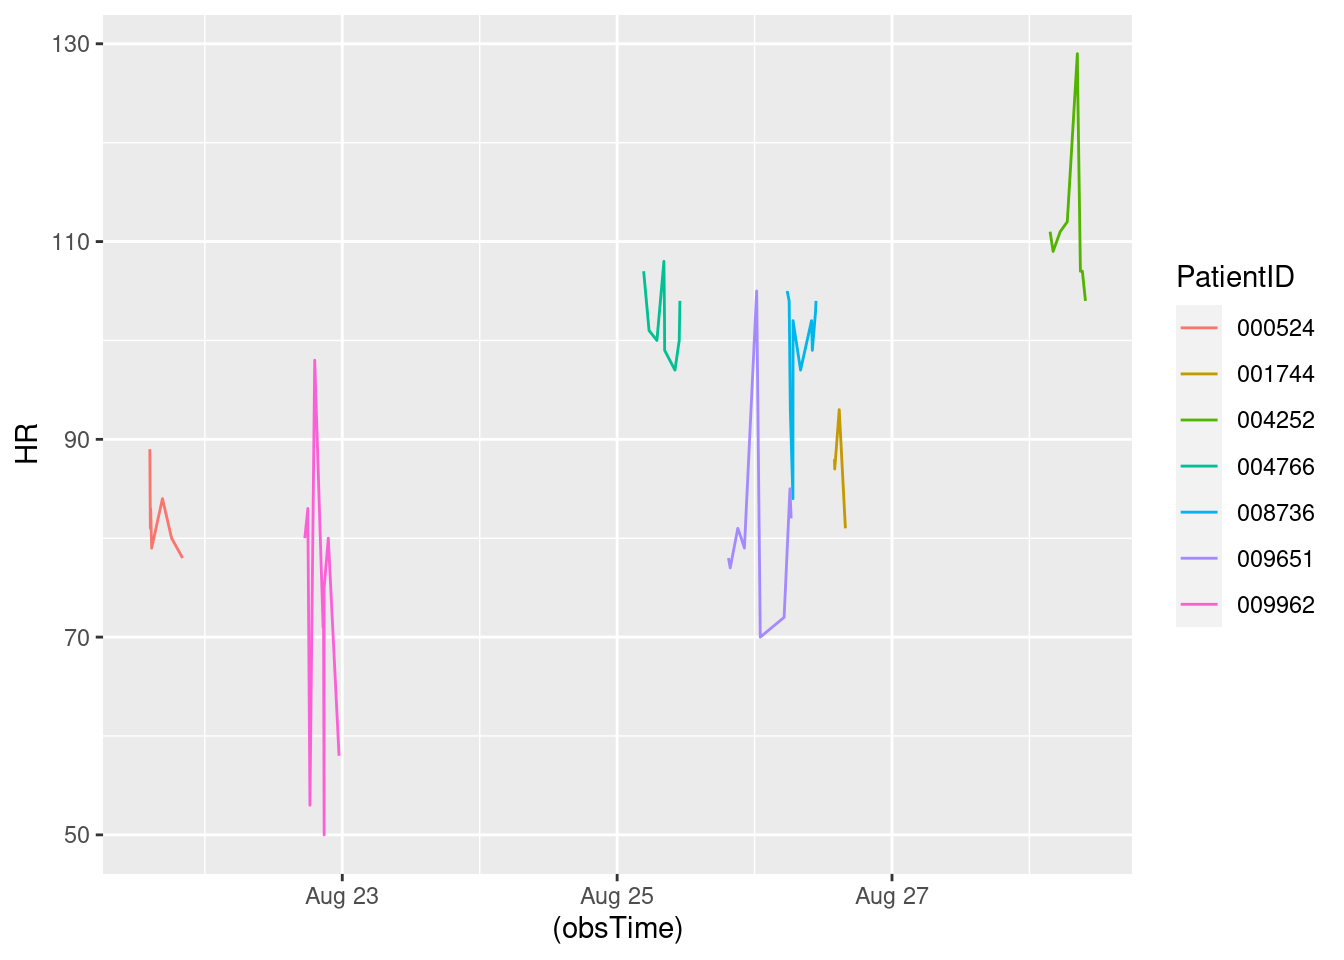 130
110
90
70
50
HR
Aug 23
Aug 25
Aug 27
(obsTime)
PatientID
000524
001744
004252
004766
008736
009651
009962